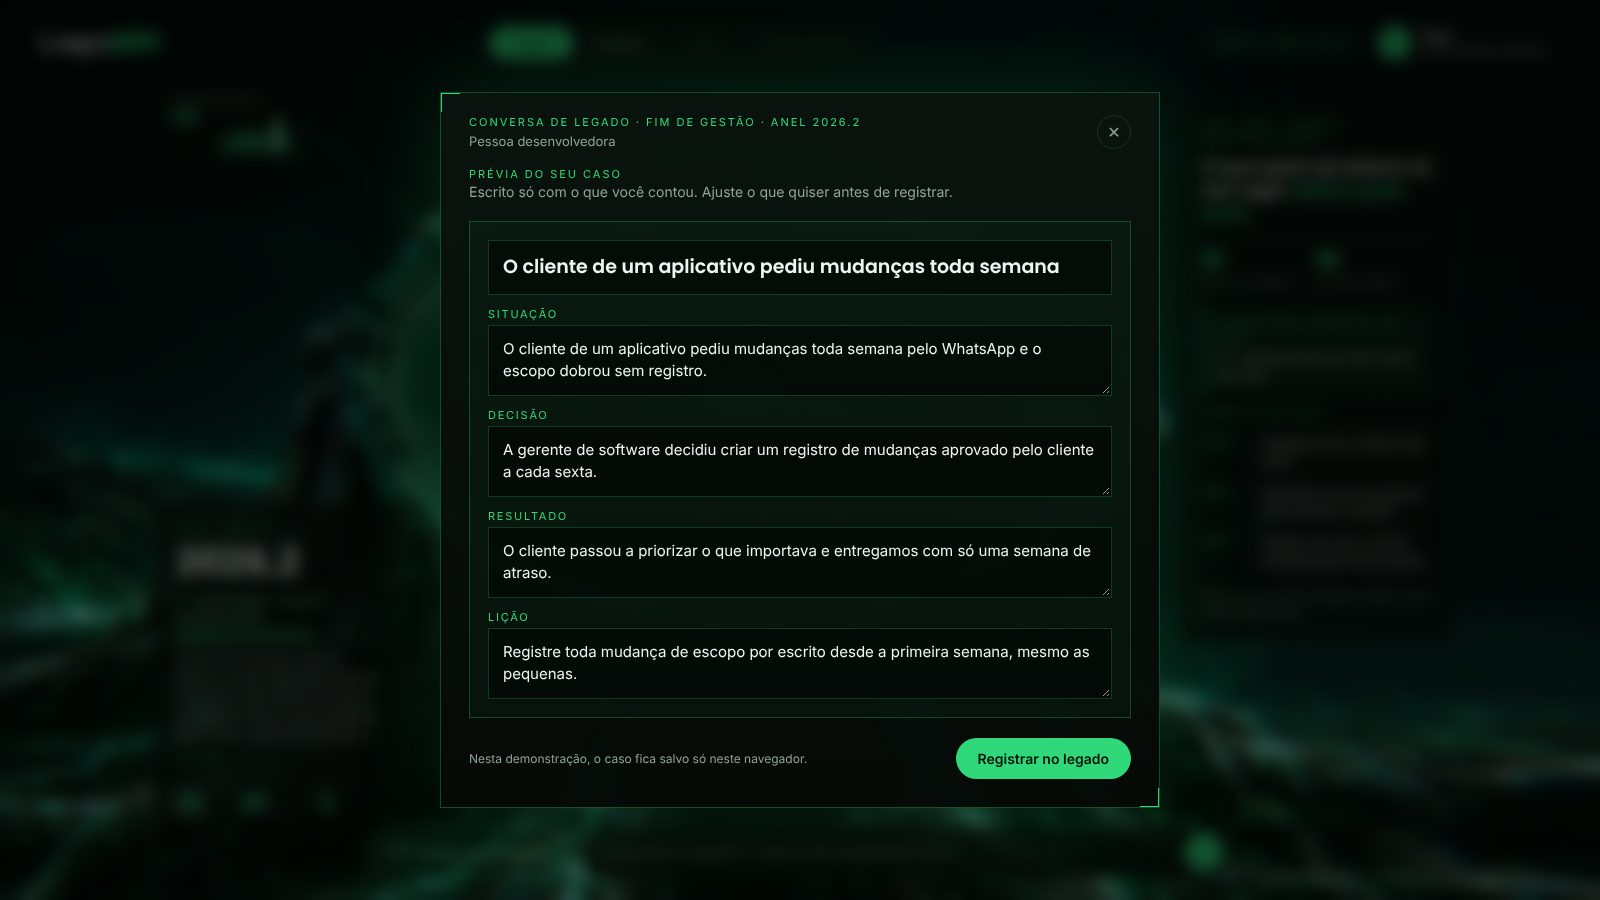 CONVERSA DE LEGADO · FIM DE GESTÃO · ANEL 2026.2
Pessoa desenvolvedora
PRÉVIA DO SEU CASO
Escrito só com o que você contou. Ajuste o que quiser antes de registrar.
O cliente de um aplicativo pediu mudanças toda semana
SITUAÇÃO
O cliente de um aplicativo pediu mudanças toda semana pelo WhatsApp e o
escopo dobrou sem registro.
DECISÃO
A gerente de software decidiu criar um registro de mudanças aprovado pelo cliente
a cada sexta.
RESULTADO
O cliente passou a priorizar o que importava e entregamos com só uma semana de
atraso.
LIÇÃO
Registre toda mudança de escopo por escrito desde a primeira semana, mesmo as
pequenas.
Nesta demonstração, o caso fica salvo só neste navegador.
Registrar no legado
2026.2